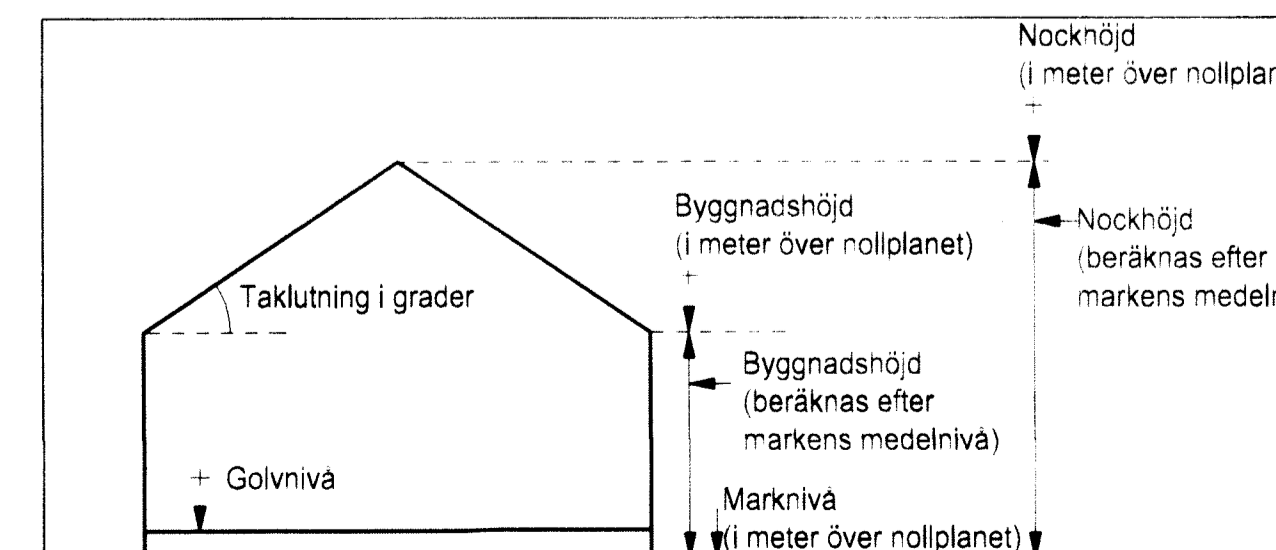 Nockhöjd
(i meter över nollplan
+
Byggnadshöjd
(i meter över nollplanet)
+
Nockhöjd
(beräknas efter
markens medeln
Taklutning i grader
Byggnadshöjd
(beräknas efter
markens medelnivå)
+ Golvnivå
Marknivå
(i meter över nollplanet)